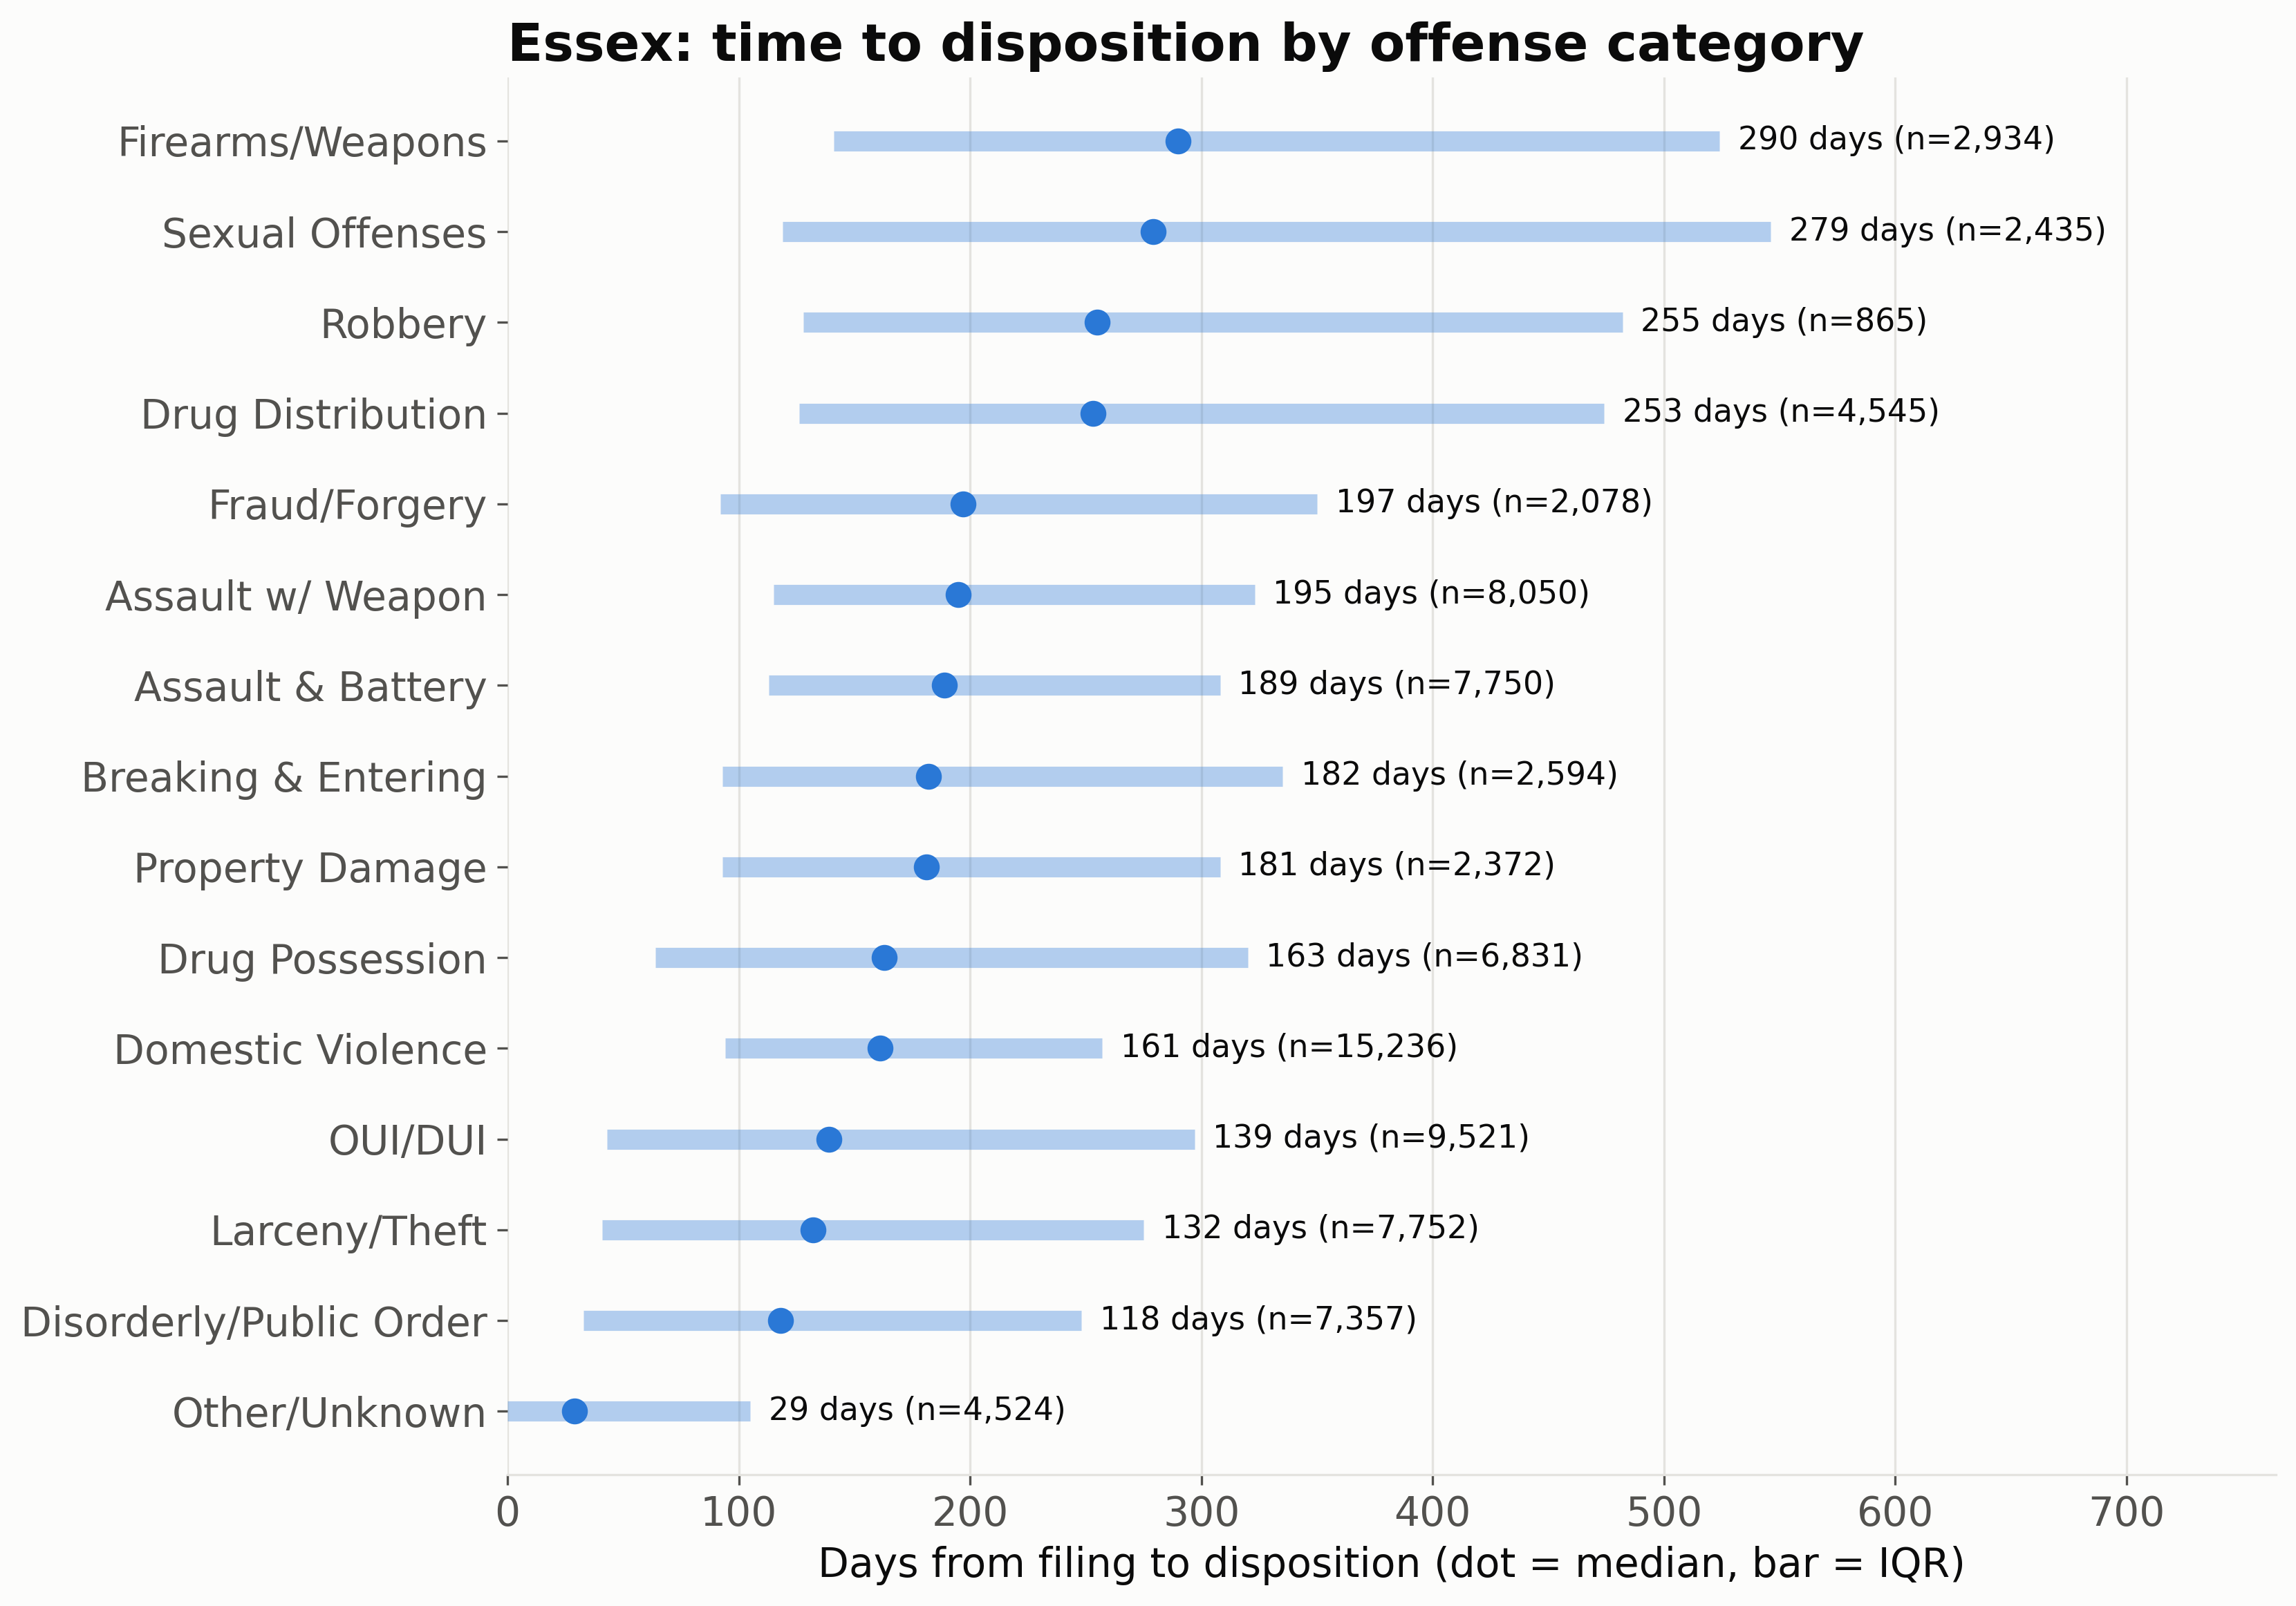 Essex: time to disposition by offense category
Firearms/Weapons 290 days (n=2,934)
Sexual Offenses 279 days (n=2,435)
Robbery 255 days (n=865)
Drug Distribution 253 days (n=4,545)
Fraud/Forgery 197 days (n=2,078)
Assault w/ Weapon 195 days (n=8,050)
Assault & Battery 189 days (n=7,750)
Breaking & Entering 182 days (n=2,594)
Property Damage 181 days (n=2,372)
Drug Possession 163 days (n=6,831)
Domestic Violence 161 days (n=15,236)
OUI/DUI 139 days (n=9,521)
Larceny/Theft 132 days (n=7,752)
Disorderly/Public Order 118 days (n=7,357)
Other/Unknown 29 days (n=4,524)
0 100 200 300 400 500 600 700
Days from filing to disposition (dot = median, bar = IQR)